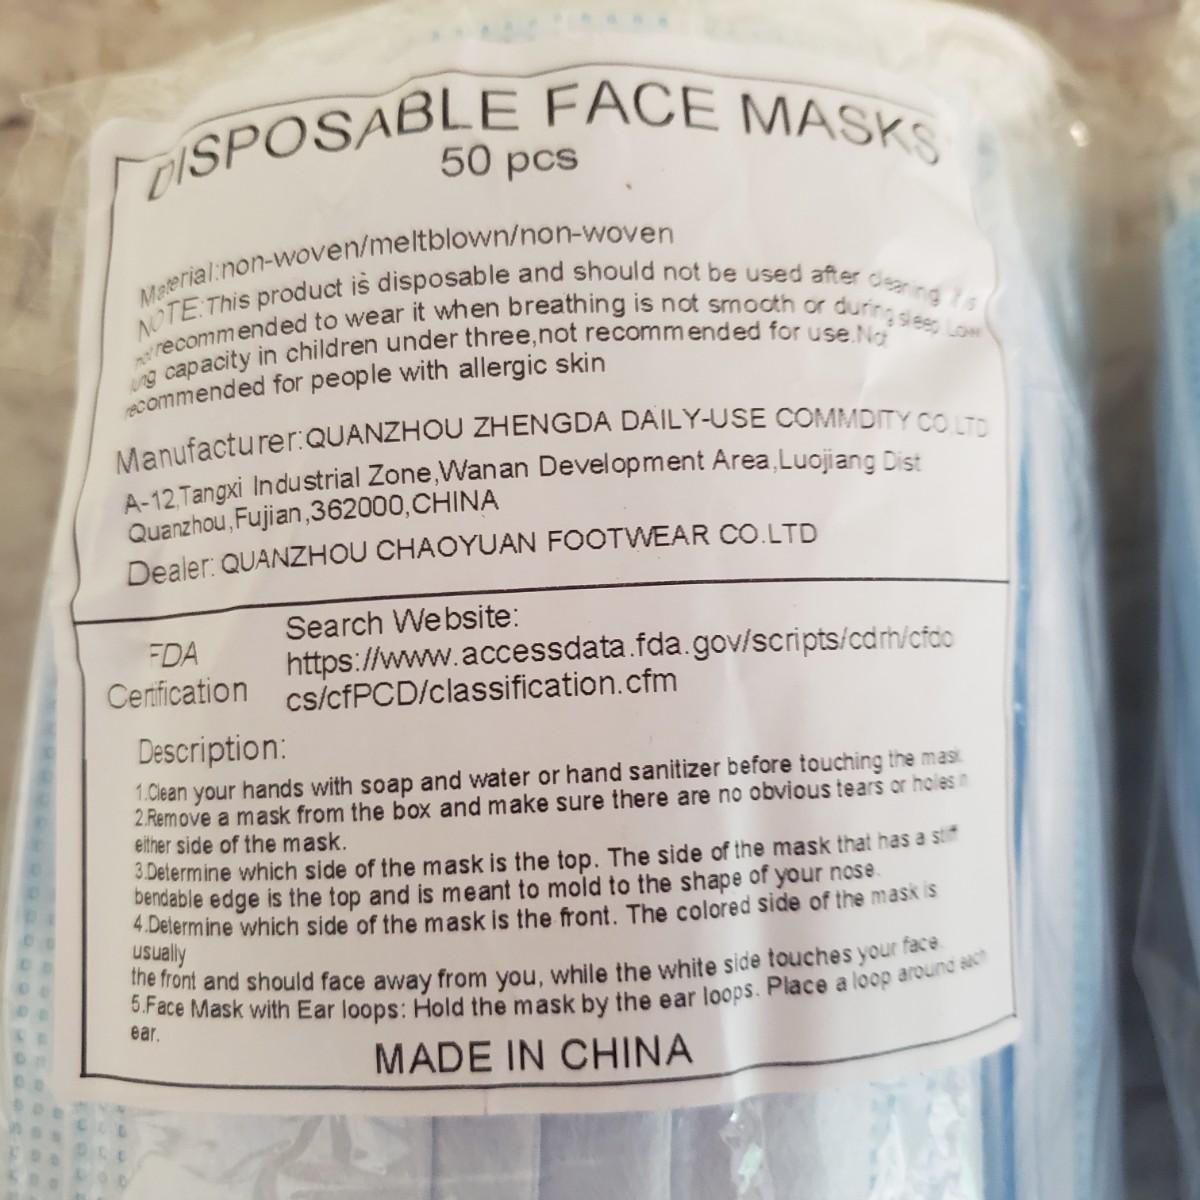 DISPOSABLE FACE MASKS
50 pcs
Material:non-woven/meltblown/non-woven
NOTE:This product is disposable and should not be used after clearing It is
not recommended to wear it when breathing is not smooth or during sleep Low
lung capacity in children under three,not recommended for use.Not
recommended for people with allergic skin
Manufacturer:QUANZHOU ZHENGDA DAILY-USE COMMDITY CO.LTD
A-12,Tangxi Industrial Zone,Wanan Development Area,Luojiang Dist
Quanzhou,Fujian,362000,CHINA
Dealer: QUANZHOU CHAOYUAN FOOTWEAR CO.LTD
FDA
Certification
Search Website:
https://www.accessdata.fda.gov/scripts/cdrh/cfdo
cs/cfPCD/classification.cfm
Description:
1.Clean your hands with soap and water or hand sanitizer before touching the mask.
2.Remove a mask from the box and make sure there are no obvious tears or holes in
either side of the mask.
3.Determine which side of the mask is the top. The side of the mask that has a stiff
bendable edge is the top and is meant to mold to the shape of your nose.
4.Determine which side of the mask is the front. The colored side of the mask is
usually
the front and should face away from you, while the white side touches your face.
5.Face Mask with Ear loops: Hold the mask by the ear loops. Place a loop around each
ear.
MADE IN CHINA